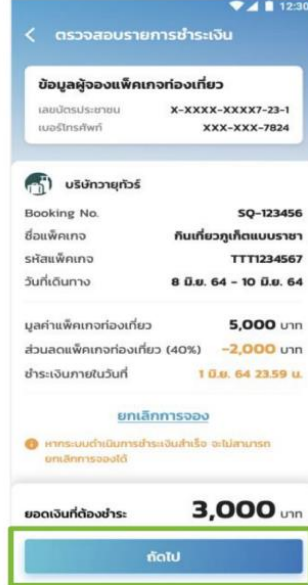 12:30
ตรวจสอบรายการชำระเงิน
ข้อมูลผู้จองแพ็คเกจท่องเที่ยว
เลขบัตรประชาชน X-XXXX-XXXX7-23-1
เบอร์โทรศัพท์ XXX-XXX-7824
บริษัทวายุทัวร์
Booking No. SQ-123456
ชื่อแพ็คเกจ กินเที่ยวภูเก็ตแบบราชา
รหัสแพ็คเกจ TTT1234567
วันที่เดินทาง 8 มิ.ย. 64 - 10 มิ.ย. 64
มูลค่าแพ็คเกจท่องเที่ยว 5,000 บาท
ส่วนลดแพ็คเกจท่องเที่ยว (40%) -2,000 บาท
ชำระเงินภายในวันที่ 1 มิ.ย. 64 23.59 น.
ยกเลิกการจอง
หากระบบดำเนินการชำระเงินสำเร็จ จะไม่สามารถ
ยกเลิกการจองได้
ยอดเงินที่ต้องชำระ 3,000 บาท
ถัดไป